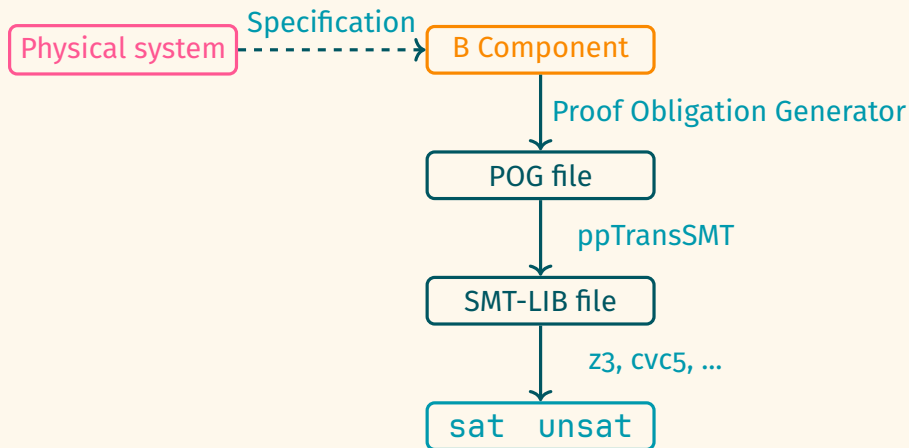 Specification
Physical system
B Component
Proof Obligation Generator
POG file
ppTransSMT
SMT-LIB file
z3, cvc5, ...
sat unsat